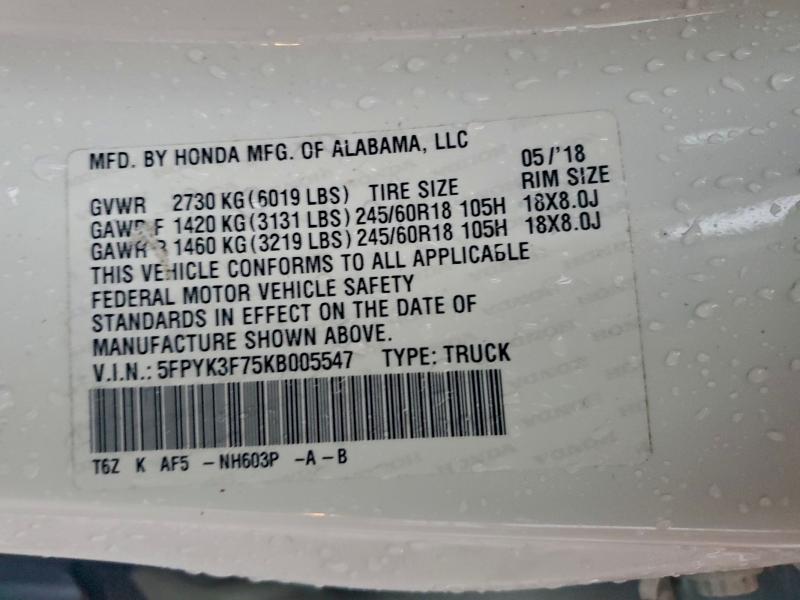 MFD. BY HONDA MFG. OF ALABAMA, LLC 05/'18
GVWR 2730 KG(6019 LBS) TIRE SIZE RIM SIZE
GAWR F 1420 KG(3131 LBS) 245/60R18 105H 18X8.0J
GAWR R 1460 KG(3219 LBS) 245/60R18 105H 18X8.0J
THIS VEHICLE CONFORMS TO ALL APPLICABLE
FEDERAL MOTOR VEHICLE SAFETY
STANDARDS IN EFFECT ON THE DATE OF
MANUFACTURE SHOWN ABOVE.
V.I.N.: 5FPYK3F75KB005547 TYPE: TRUCK
T6Z K AF5 -NH603P -A -B